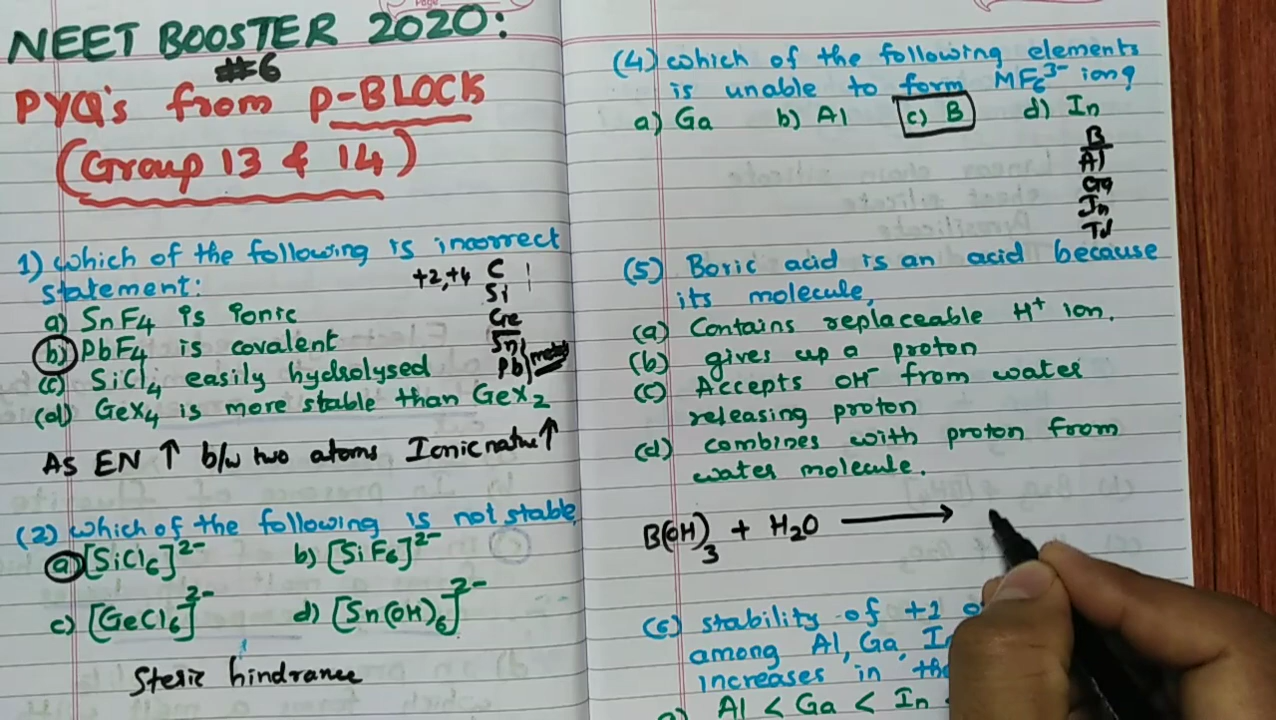 NEET BOOSTER 2020:
#6
PYQ's from p-BLOCK
(Group 13 & 14)
1) which of the following is incorrect
statement:
a) SnF4 is ionic
b) PbF4 is covalent
(c) SiCl4 easily hydrolysed
(d) GeX4 is more stable than GeX2
+2,+4 C
Si
Ge
Sn
Pb
As EN ↑ b/w two atoms Ionic nature ↑
(2) which of the following is not stable
a) [SiCl6]2-
b) [SiF6]2-
c) [GeCl6]2-
d) [Sn(OH)6]2-
Steric hindrance
(4) which of the following elements
is unable to form MF6 3- iong
a) Ga b) Al c) B d) In
B
Al
Ga
In
(5) Boric acid is an acid because
its molecule,
(a) Contains replaceable H+ ion.
(b) gives up a proton
(c) Accepts OH- from water
releasing proton
(d) combines with proton from
water molecule.
B(OH)3 + H2O ⟶
(6) stability of +1
among Al, Ga, In
increases in the
a) Al < Ga < In